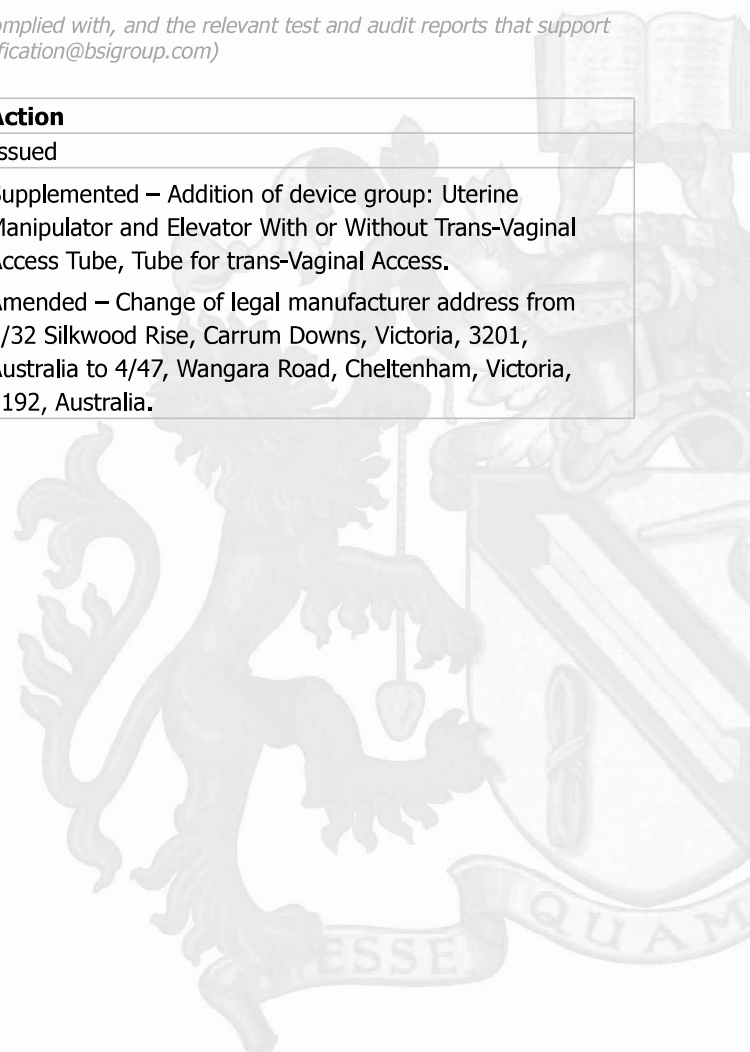 omplied with, and the relevant test and audit reports that support
fication@bsigroup.com)
Action
ssued
Supplemented – Addition of device group: Uterine
Manipulator and Elevator With or Without Trans-Vaginal
Access Tube, Tube for trans-Vaginal Access.
Amended – Change of legal manufacturer address from
/32 Silkwood Rise, Carrum Downs, Victoria, 3201,
Australia to 4/47, Wangara Road, Cheltenham, Victoria,
192, Australia.
ESSE QUAM